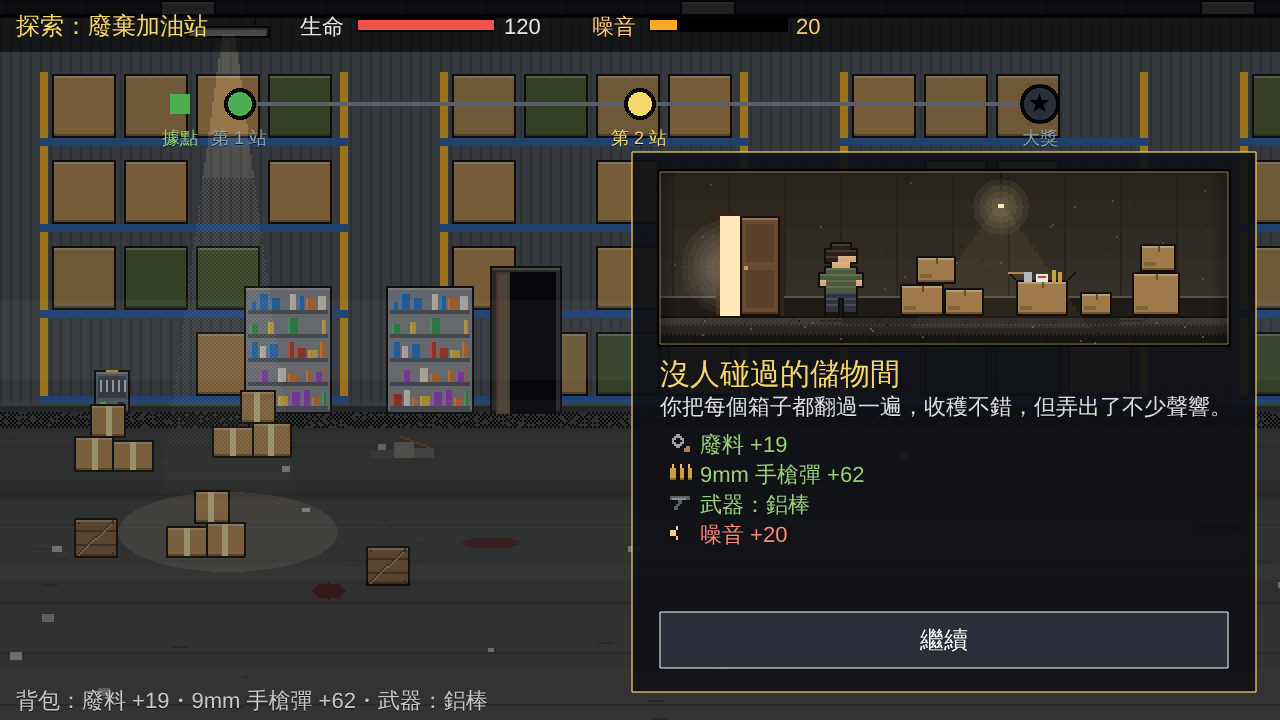 探索：廢棄加油站 生命 120 噪音 20
據點 第 1 站 第 2 站 大獎
沒人碰過的儲物間
你把每個箱子都翻過一遍，收穫不錯，但弄出了不少聲響。
廢料 +19
9mm 手槍彈 +62
武器：鋁棒
噪音 +20
繼續
背包：廢料 +19・9mm 手槍彈 +62・武器：鋁棒